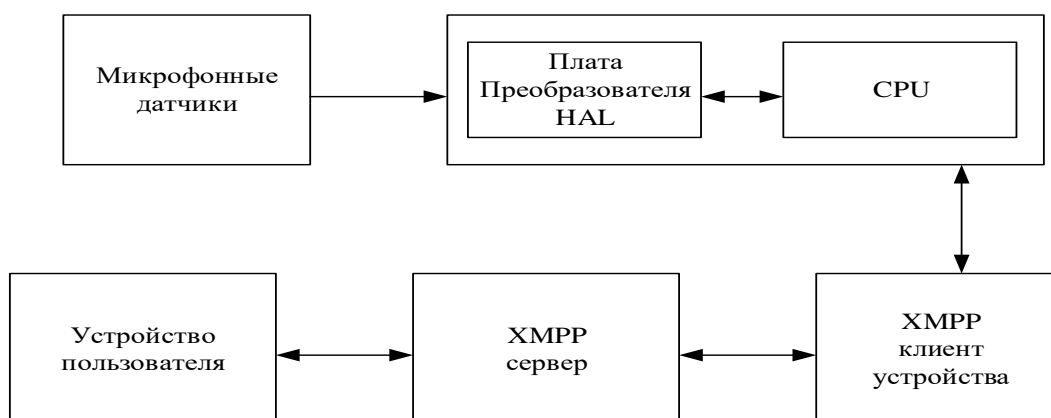 Микрофонные
датчики
Плата
Преобразователя
HAL
CPU
Устройство
пользователя
XMPP
сервер
XMPP
клиент
устройства